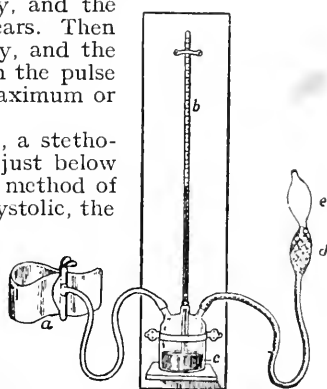 y, and the
ears. Then
y, and the
the pulse
aximum or
, a stetho-
just below
method of
ystolic, the
b
e
d
a
c